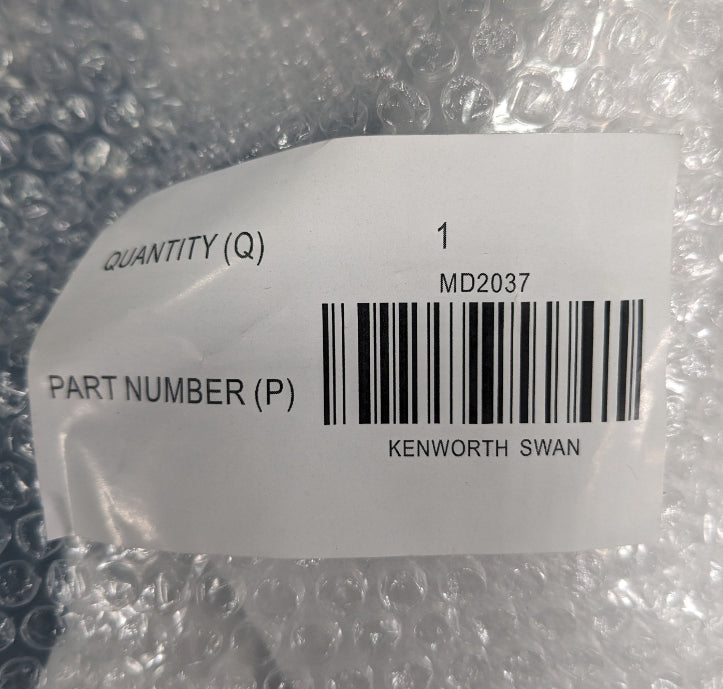 QUANTITY (Q) 1
MD2037
PART NUMBER (P)
KENWORTH SWAN